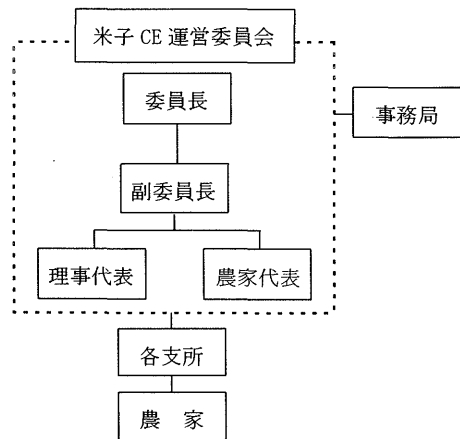 米子 CE 運営委員会
委員長
事務局
副委員長
理事代表
農家代表
各支所
農　家